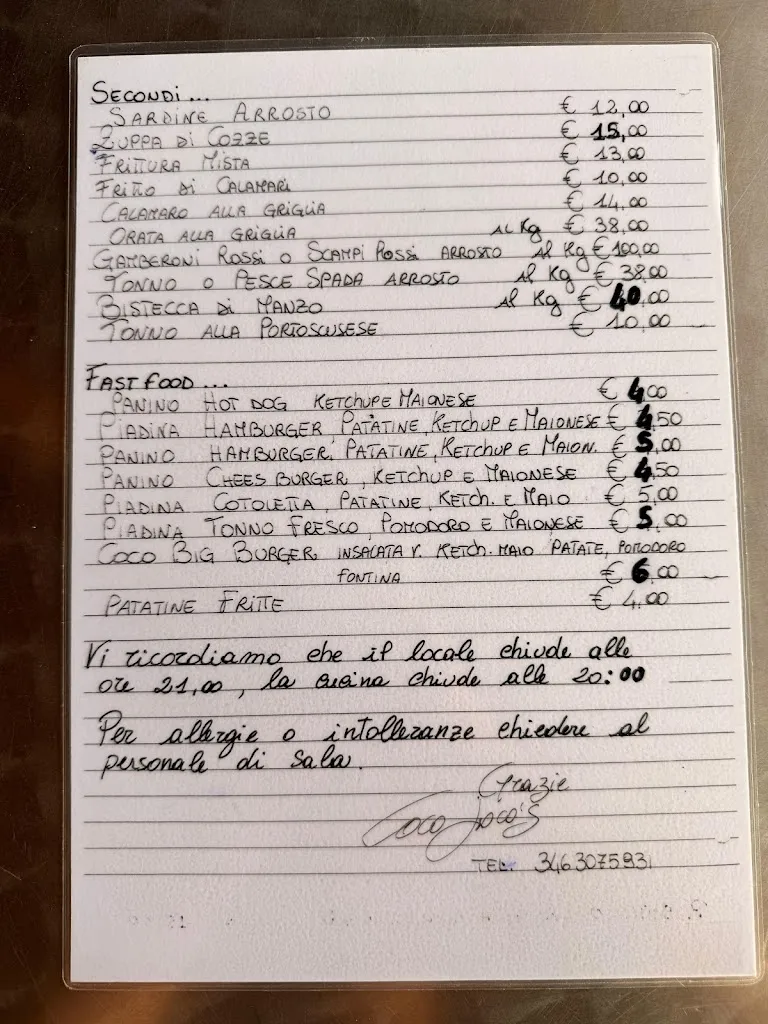 SECONDI...
SARDINE ARROSTO € 12,00
ZUPPA Di COZZE € 15,00
FRITTURA MISTA € 13,00
FRITTO di CALAMARI € 10,00
CALAMARO ALLA GRIGLIA € 14,00
ORATA ALLA GRIGLIA AL Kg € 38,00
GAMBERONI ROSSi O SCAMPI ROSSi ARROSTO Al Kg € 100,00
TONNO O PESCE SPADA ARROSTO Al Kg € 38,00
BISTECCA di MANZO Al Kg € 40,00
TONNO ALLA PORTOSCUSESE € 10,00
FAST FOOD...
PANINO HOT DOG KETCHUP E MAIONESE € 4,00
PIADINA HAMBURGER, PATATINE, KETCHUP E MAIONESE € 4,50
PANINO HAMBURGER, PATATINE, KETCHUP E MAION. € 5,00
PANINO CHEES BURGER, KETCHUP E MAIONESE € 4,50
PIADINA COTOLETTA, PATATINE, KETCH. E MAIO € 5,00
PIADINA TONNO FRESCO, POMODORO E MAIONESE € 5,00
COCO BIG BURGER INSALATA V. KETCH. MAIO PATATE, POMODORO
FONTINA € 6,00
PATATINE FRITTE € 4,00
Vi ricordiamo che il locale chiude alle
ore 21,00, la cucina chiude alle 20:00
Per allergie o intolleranze chiedere al
personale di sala.
Grazie
Coco Loco's
TEL. 3463075931